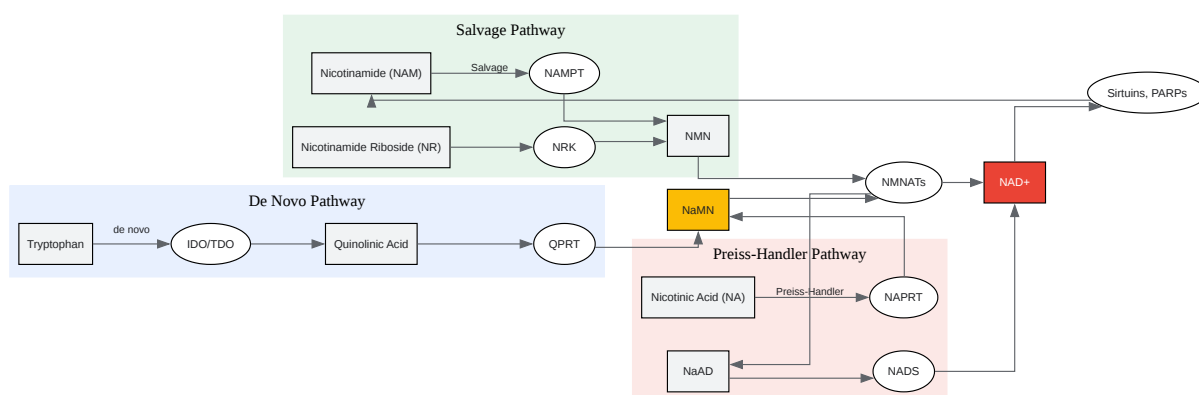 Salvage Pathway
Nicotinamide (NAM)
Salvage
NAMPT
Sirtuins, PARPs
Nicotinamide Riboside (NR)
NRK
NMN
NMNATs
NAD+
De Novo Pathway
NaMN
Tryptophan
de novo
IDO/TDO
Quinolinic Acid
QPRT
Preiss-Handler Pathway
Nicotinic Acid (NA)
Preiss-Handler
NAPRT
NaAD
NADS